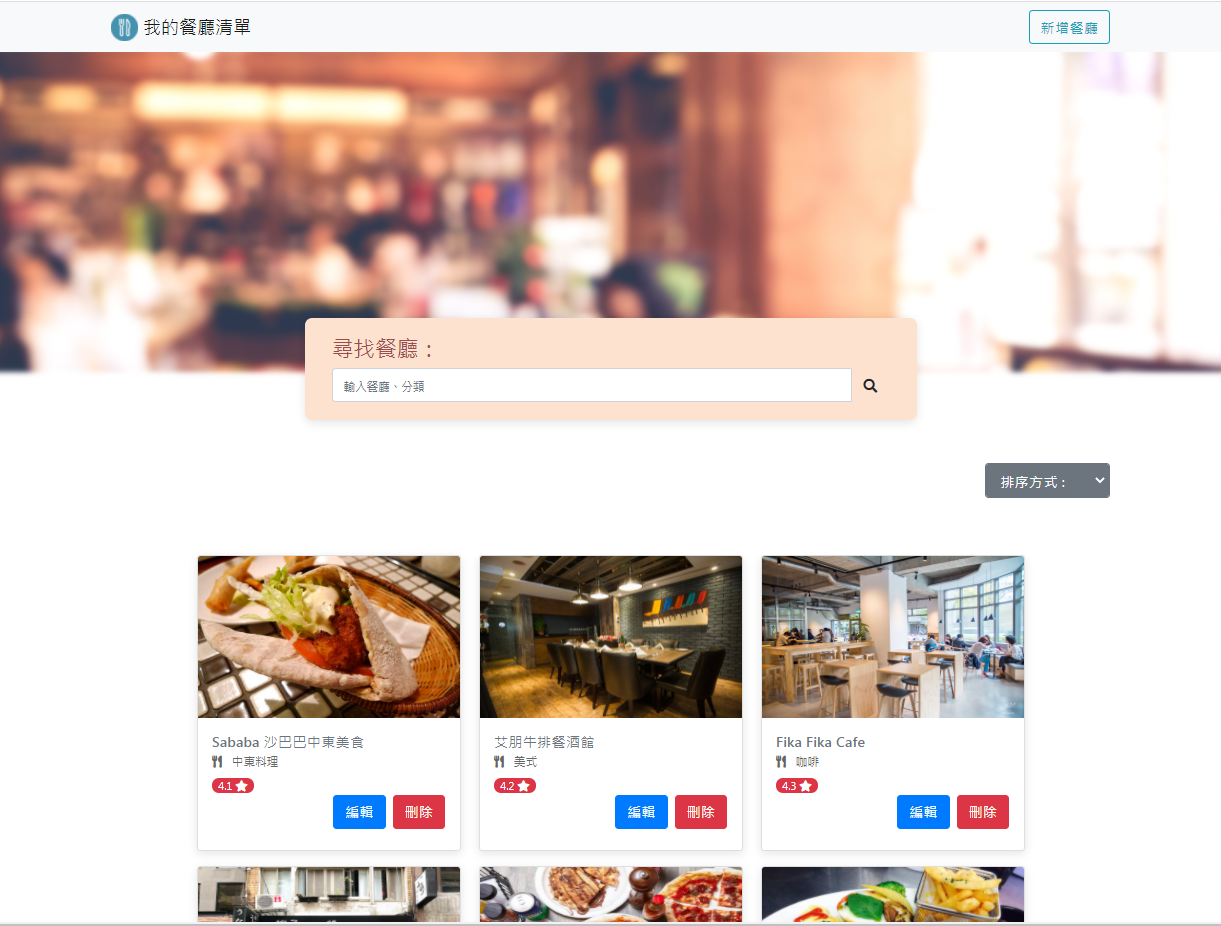 我的餐廳清單
新增餐廳
尋找餐廳：
輸入餐廳、分類
排序方式 :
Sababa 沙巴巴中東美食
中東料理
4.1
編輯 刪除
艾朋牛排餐酒館
美式
4.2
編輯 刪除
Fika Fika Cafe
咖啡
4.3
編輯 刪除